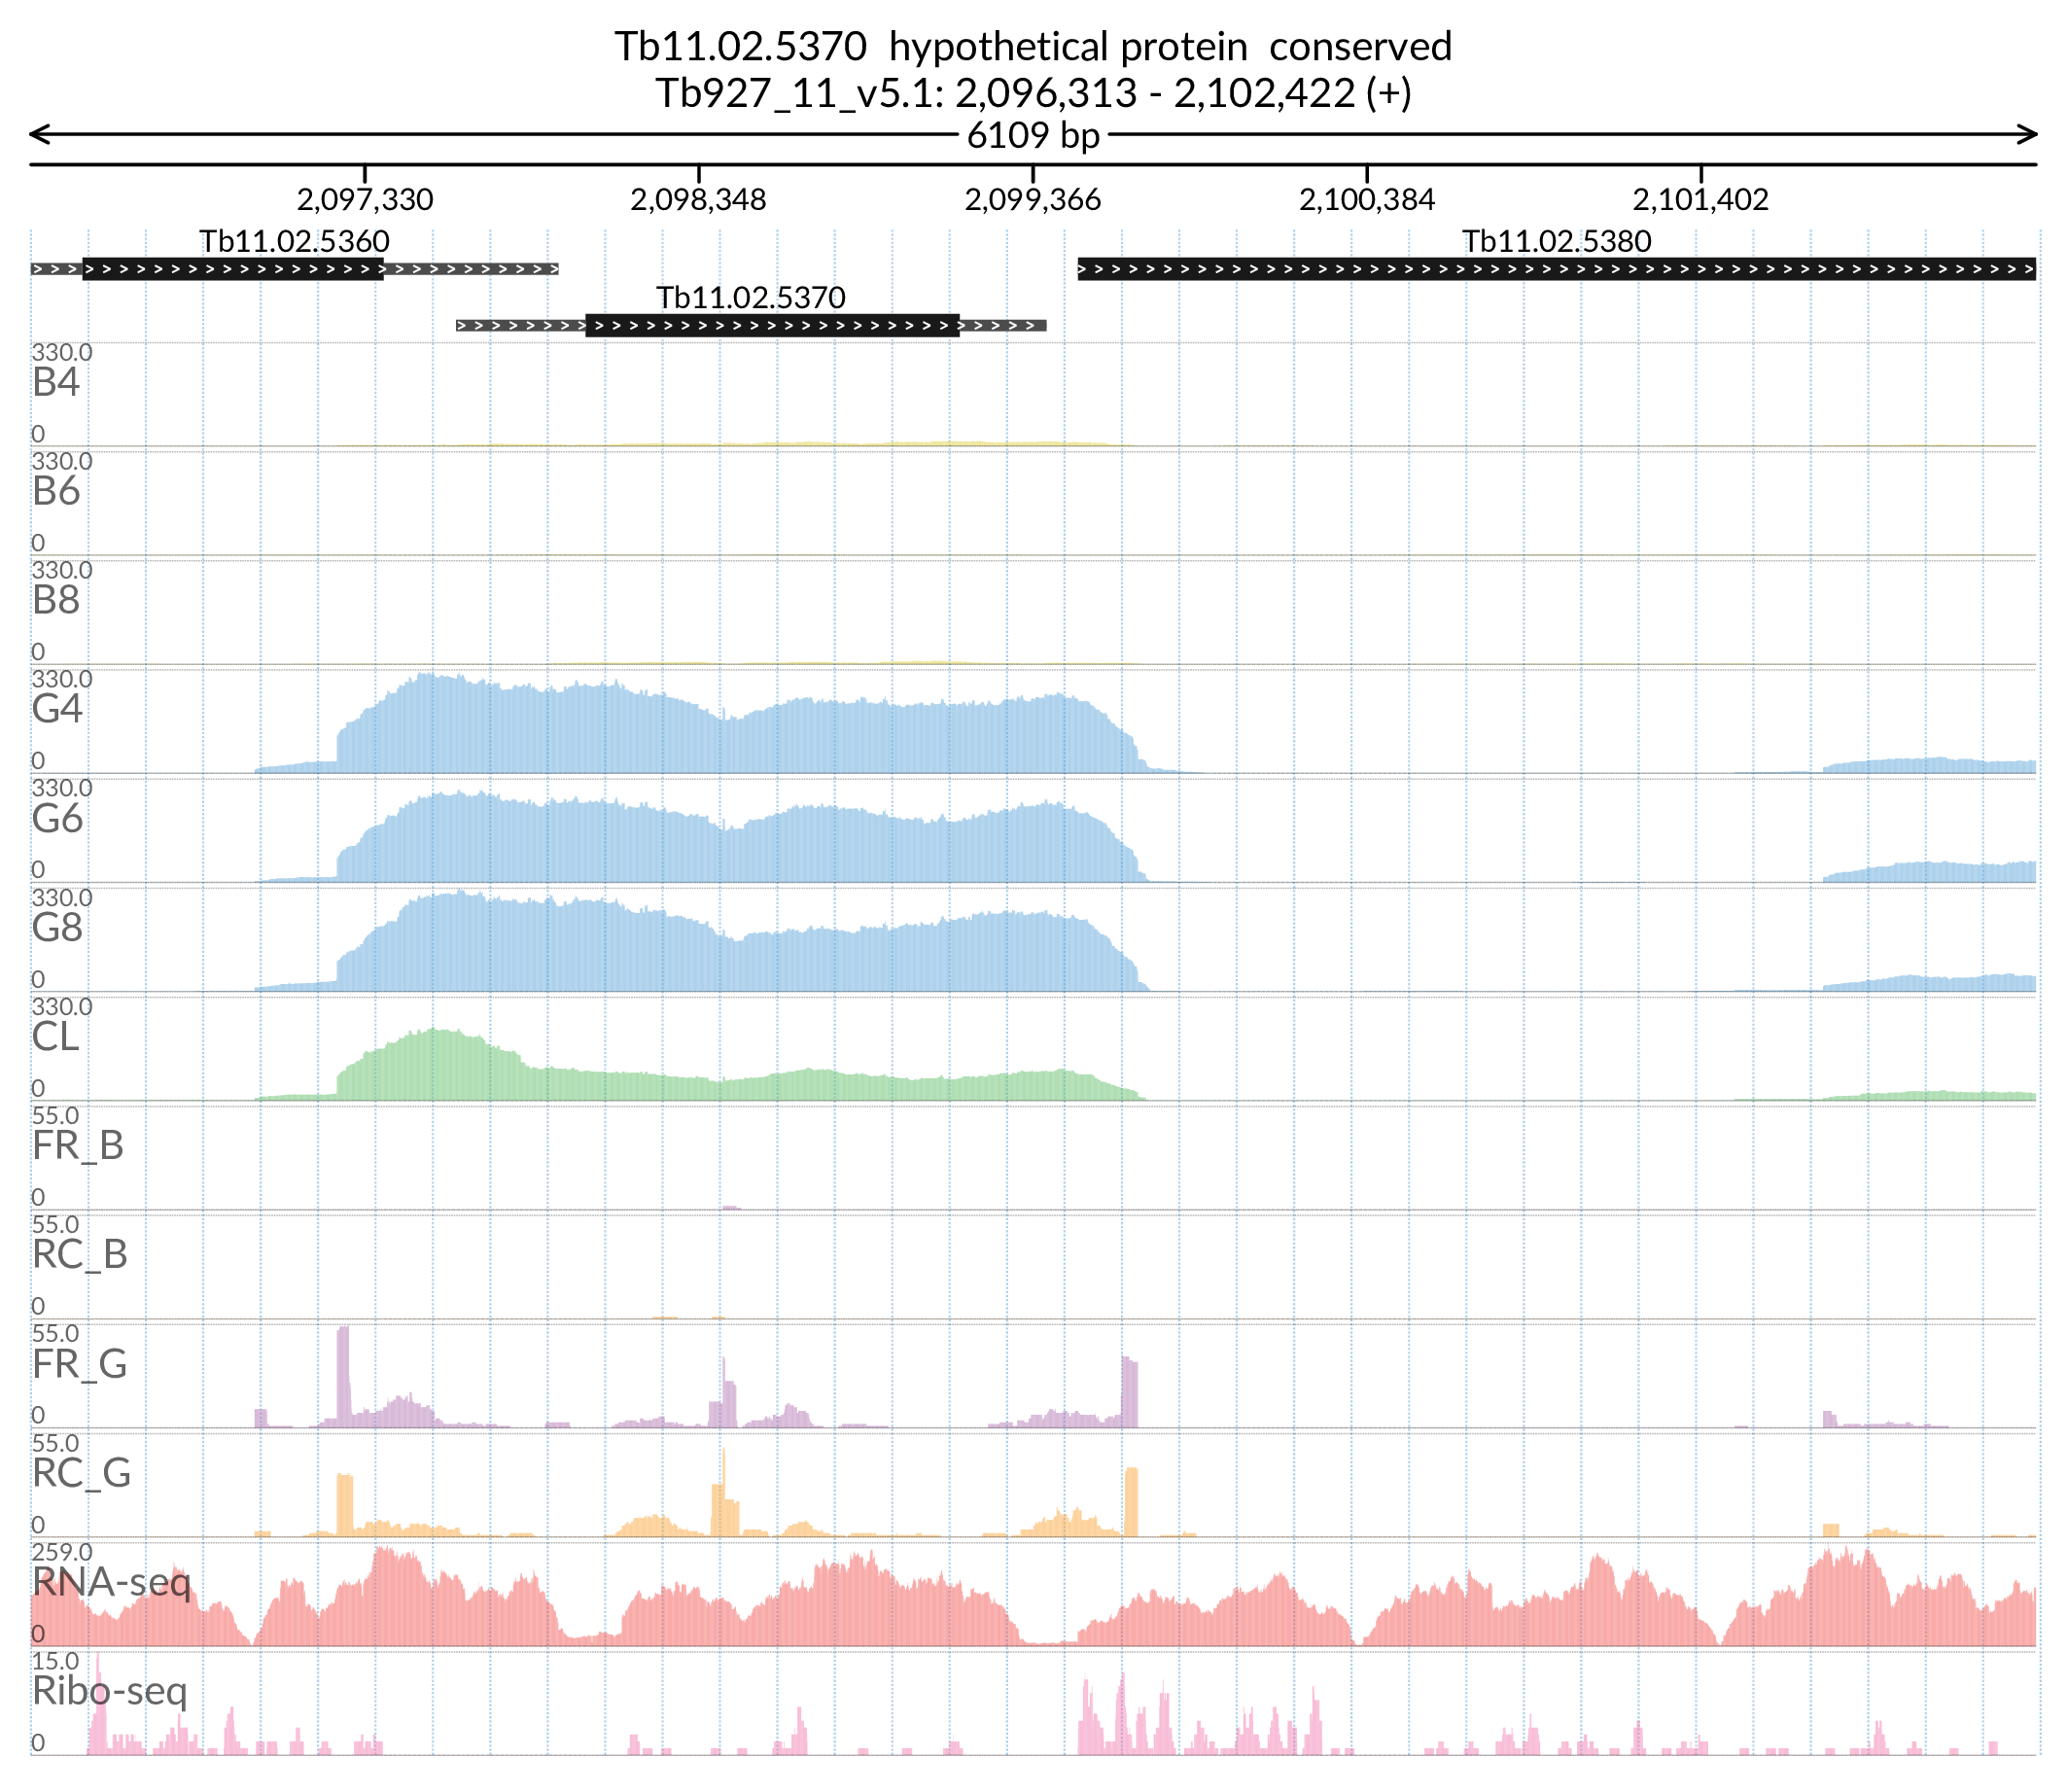 Tb11.02.5370 hypothetical protein conserved
Tb927_11_v5.1: 2,096,313 - 2,102,422 (+)
6109 bp
2,097,330 2,098,348 2,099,366 2,100,384 2,101,402
Tb11.02.5360 Tb11.02.5380
Tb11.02.5370
330.0
B4
0
330.0
B6
0
330.0
B8
0
330.0
G4
0
330.0
G6
0
330.0
G8
0
330.0
CL
0
55.0
FR_B
0
55.0
RC_B
0
55.0
FR_G
0
55.0
RC_G
0
259.0
RNA-seq
0
15.0
Ribo-seq
0